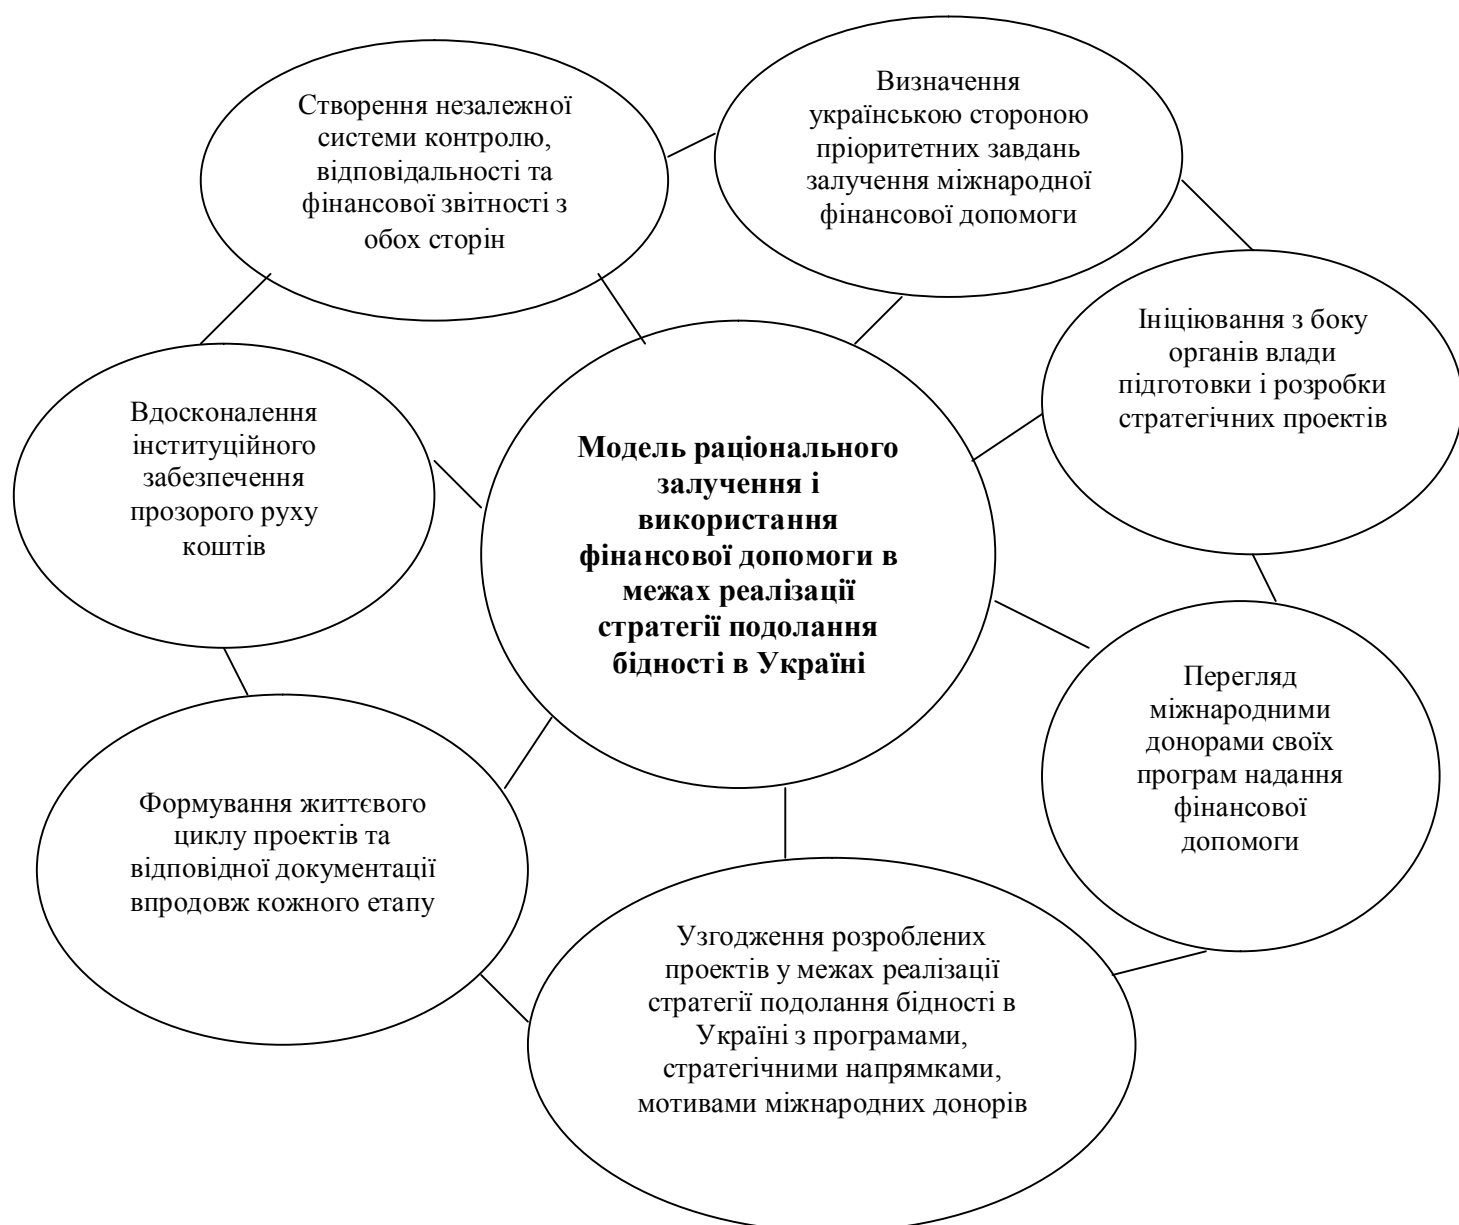 Створення незалежної
системи контролю,
відповідальності та
фінансової звітності з
обох сторін
Визначення
українською стороною
пріоритетних завдань
залучення міжнародної
фінансової допомоги
Ініціювання з боку
органів влади
підготовки і розробки
стратегічних проектів
Вдосконалення
інституційного
забезпечення
прозорого руху
коштів
Модель раціонального
залучення і
використання
фінансової допомоги в
межах реалізації
стратегії подолання
бідності в Україні
Перегляд
міжнародними
донорами своїх
програм надання
фінансової
допомоги
Формування життєвого
циклу проектів та
відповідної документації
впродовж кожного етапу
Узгодження розроблених
проектів у межах реалізації
стратегії подолання бідності в
Україні з програмами,
стратегічними напрямками,
мотивами міжнародних донорів